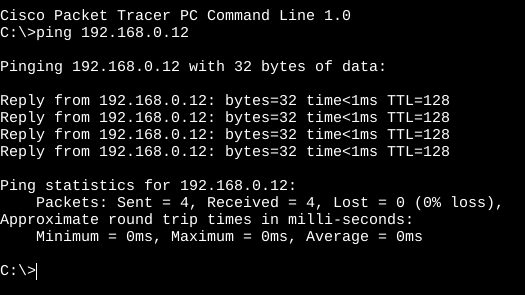 Cisco Packet Tracer PC Command Line 1.0
C:\>ping 192.168.0.12
Pinging 192.168.0.12 with 32 bytes of data:
Reply from 192.168.0.12: bytes=32 time<1ms TTL=128
Reply from 192.168.0.12: bytes=32 time<1ms TTL=128
Reply from 192.168.0.12: bytes=32 time<1ms TTL=128
Reply from 192.168.0.12: bytes=32 time<1ms TTL=128
Ping statistics for 192.168.0.12:
    Packets: Sent = 4, Received = 4, Lost = 0 (0% loss),
Approximate round trip times in milli-seconds:
    Minimum = 0ms, Maximum = 0ms, Average = 0ms
C:\>